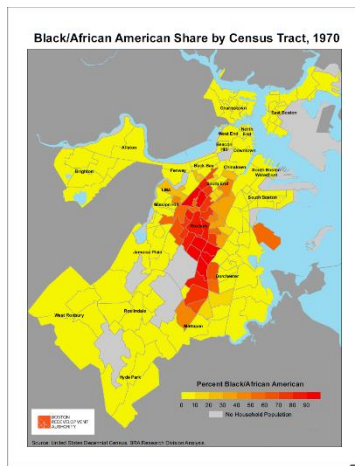 Black/African American Share by Census Tract, 1970
Charlestown
East Boston
West End
North End
Beacon Hill
Downtown
Allston
Back Bay
Chinatown
Brighton
Fenway
South Boston Waterfront
South End
LMA
South Boston
Mission Hill
Roxbury
Jamaica Plain
Dorchester
West Roxbury
Roslindale
Mattapan
Hyde Park
Percent Black/African American
0 10 20 30 40 50 60 70 80 90
No Household Population
BOSTON
REDEVELOPMENT
AUTHORITY
Source: United States Decennial Census, BRA Research Division Analysis